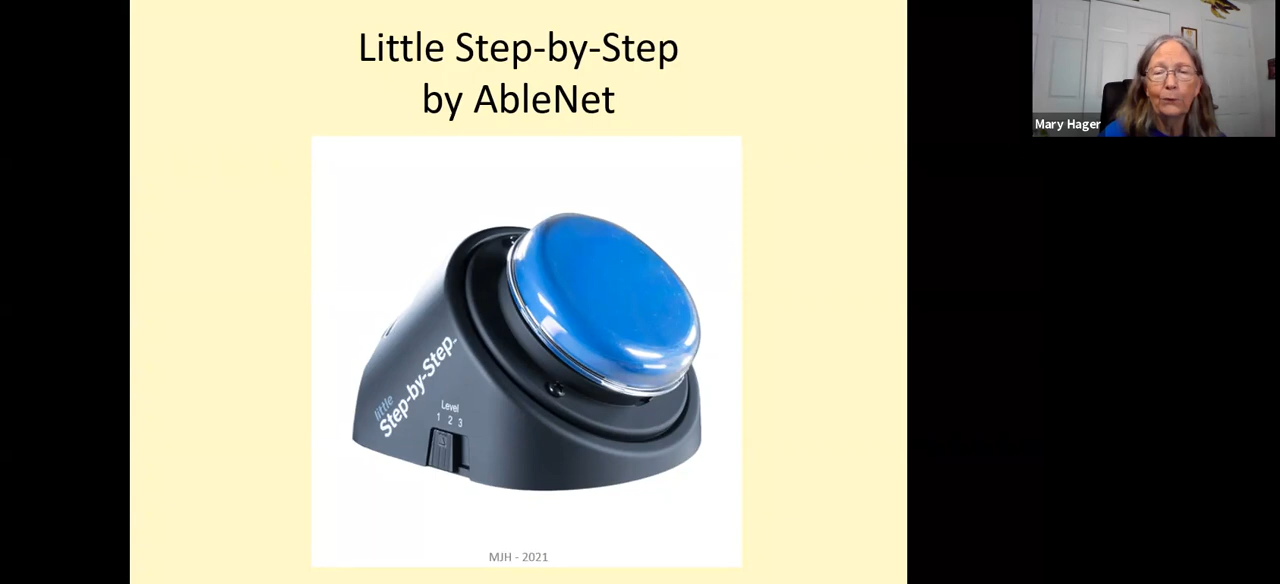 Little Step-by-Step
by AbleNet
Mary Hager
little
Step-by-Step
Level
1 2 3
MJH - 2021